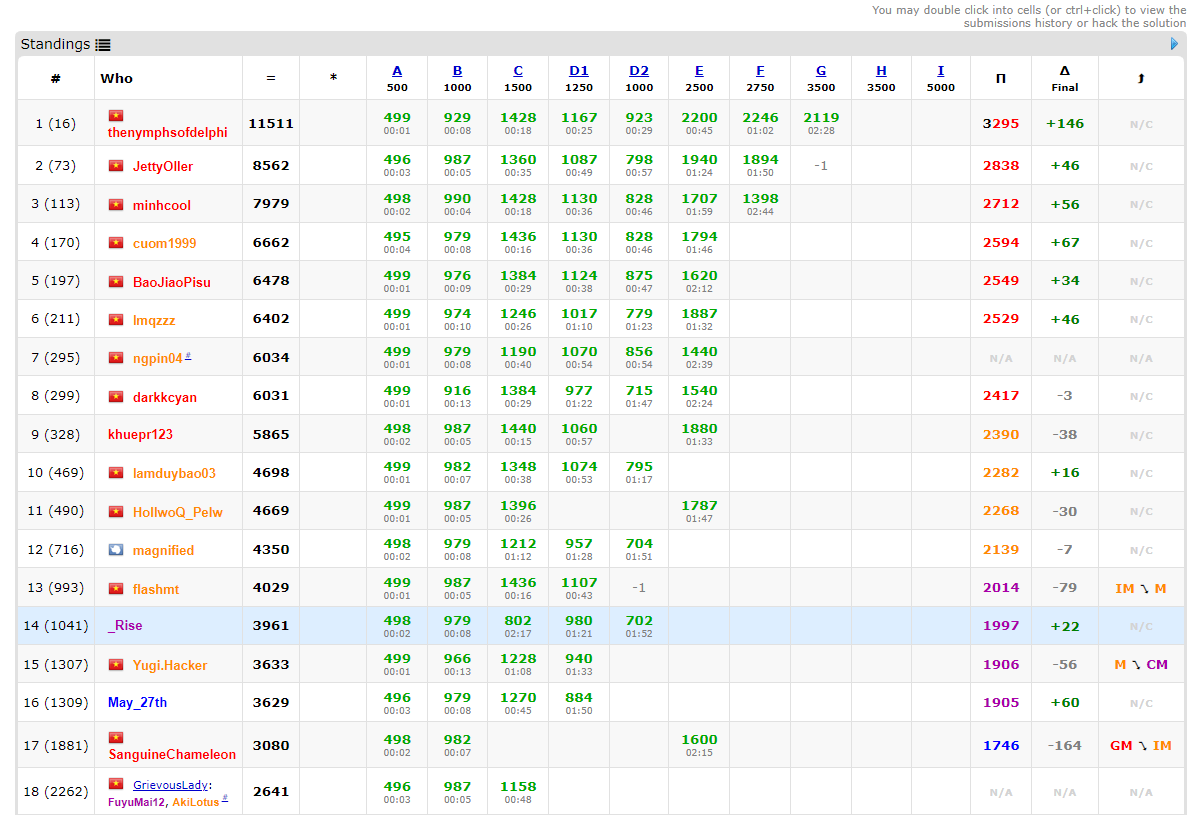 You may double click into cells (or ctrl+click) to view the
submissions history or hack the solution
Standings
# Who = * A B C D1 D2 E F G H I Π Δ
500 1000 1500 1250 1000 2500 2750 3500 3500 5000 Final
1 (16) thenymphsofdelphi 11511 499 929 1428 1167 923 2200 2246 2119 3295 +146 N/C
00:01 00:08 00:18 00:25 00:29 00:45 01:02 02:28
2 (73) JettyOller 8562 496 987 1360 1087 798 1940 1894 -1 2838 +46 N/C
00:03 00:05 00:35 00:49 00:57 01:24 01:50
3 (113) minhcool 7979 498 990 1428 1130 828 1707 1398 2712 +56 N/C
00:02 00:04 00:18 00:36 00:46 01:59 02:44
4 (170) cuom1999 6662 495 979 1436 1130 828 1794 2594 +67 N/C
00:04 00:08 00:16 00:36 00:46 01:46
5 (197) BaoJiaoPisu 6478 499 976 1384 1124 875 1620 2549 +34 N/C
00:01 00:09 00:29 00:38 00:47 02:12
6 (211) lmqzzz 6402 499 974 1246 1017 779 1887 2529 +46 N/C
00:01 00:10 00:26 01:10 01:23 01:32
7 (295) ngpin04 # 6034 499 979 1190 1070 856 1440 N/A N/A N/A
00:01 00:08 00:40 00:54 00:54 02:39
8 (299) darkkcyan 6031 499 916 1384 977 715 1540 2417 -3 N/C
00:01 00:13 00:29 01:22 01:47 02:24
9 (328) khuepr123 5865 498 987 1440 1060 1880 2390 -38 N/C
00:02 00:05 00:15 00:57 01:33
10 (469) Iamduybao03 4698 499 982 1348 1074 795 2282 +16 N/C
00:01 00:07 00:38 00:53 01:17
11 (490) HollwoQ_Pelw 4669 499 987 1396 1787 2268 -30 N/C
00:01 00:05 00:26 01:47
12 (716) magnified 4350 498 979 1212 957 704 2139 -7 N/C
00:02 00:08 01:12 01:28 01:51
13 (993) flashmt 4029 499 987 1436 1107 -1 2014 -79 IM ⤵ M
00:01 00:05 00:16 00:43
14 (1041) _Rise 3961 498 979 802 980 702 1997 +22 N/C
00:02 00:08 02:17 01:21 01:52
15 (1307) Yugi.Hacker 3633 499 966 1228 940 1906 -56 M ⤵ CM
00:01 00:13 01:08 01:33
16 (1309) May_27th 3629 496 979 1270 884 1905 +60 N/C
00:03 00:08 00:45 01:50
17 (1881) SanguineChameleon 3080 498 982 1600 1746 -164 GM ⤵ IM
00:02 00:07 02:15
18 (2262) GrievousLady: 2641 496 987 1158 N/A N/A N/A
FuyuMai12, AkiLotus # 00:03 00:05 00:48